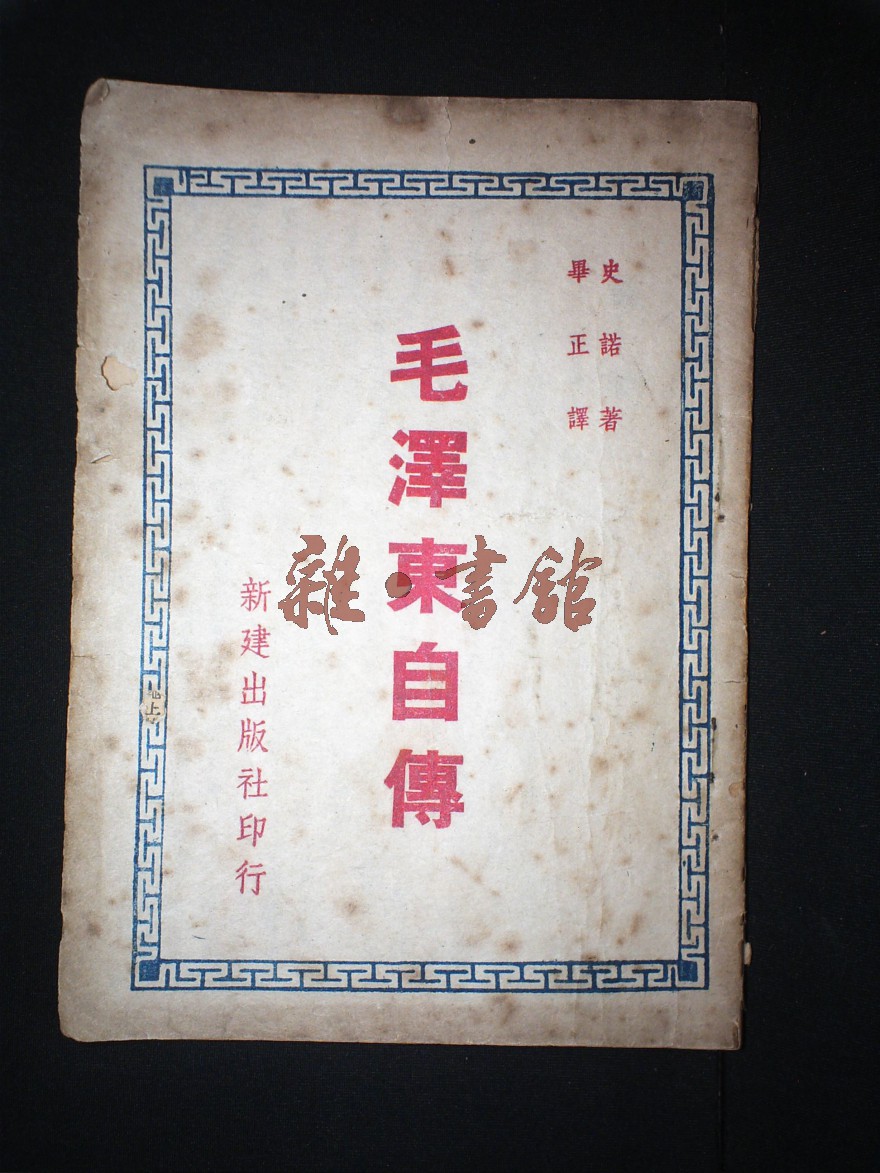 史諾著
畢正譯
毛澤東自傳
新建出版社印行
雜·書館